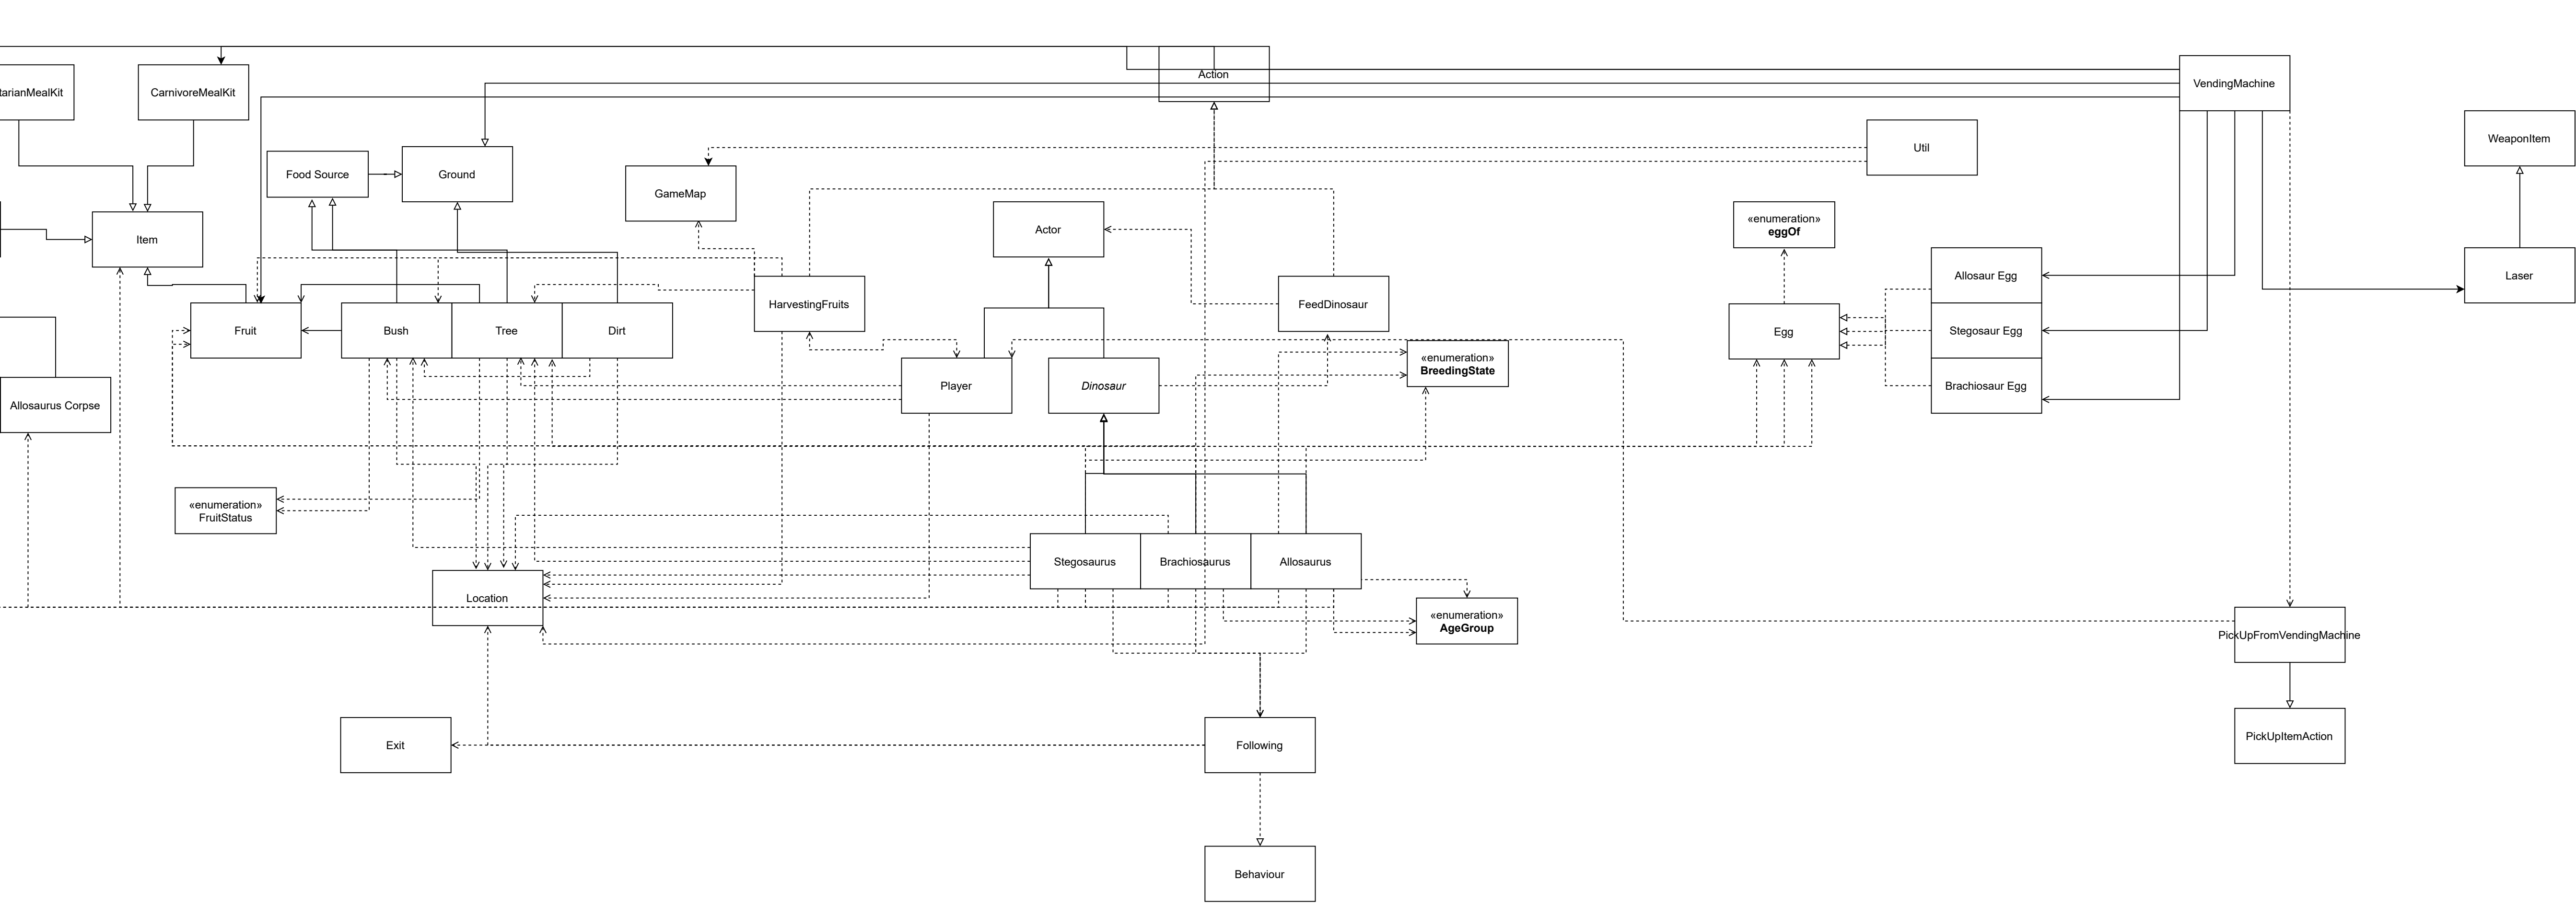 Action
VendingMachine
tarianMealKit
CarnivoreMealKit
WeaponItem
Util
Food Source
Ground
GameMap
Actor
«enumeration»
eggOf
Item
Allosaur Egg
Laser
HarvestingFruits
FeedDinosaur
Fruit
Bush
Tree
Dirt
Egg
Stegosaur Egg
«enumeration»
BreedingState
Player
Dinosaur
Brachiosaur Egg
Allosaurus Corpse
«enumeration»
FruitStatus
Stegosaurus
Brachiosaurus
Allosaurus
Location
«enumeration»
AgeGroup
PickUpFromVendingMachine
Exit
Following
PickUpItemAction
Behaviour